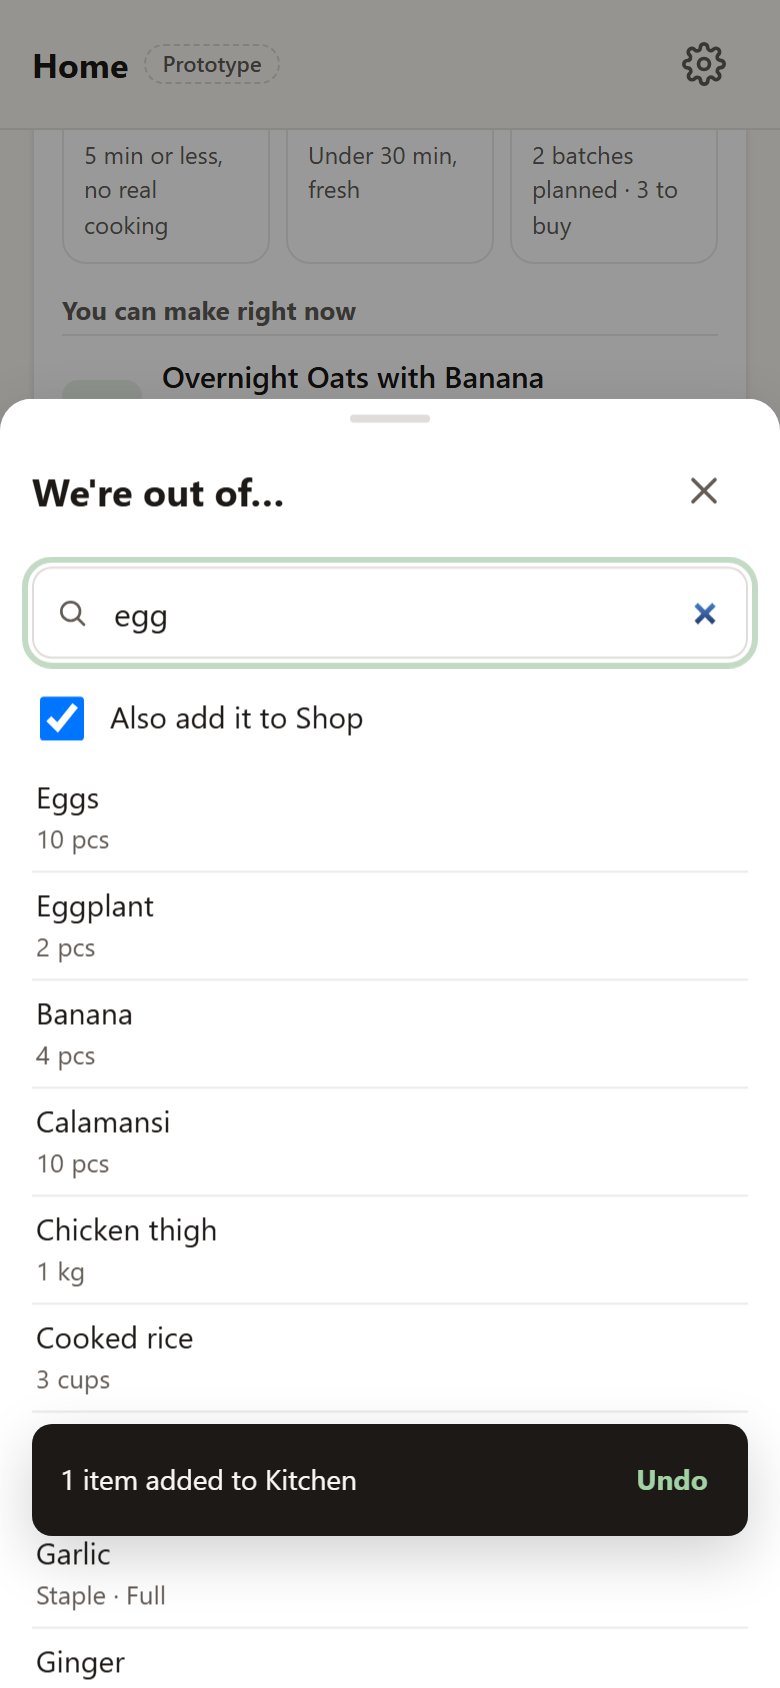 Home
Prototype
5 min or less,
no real
cooking
Under 30 min,
fresh
2 batches
planned · 3 to
buy
You can make right now
Overnight Oats with Banana
We're out of...
egg
Also add it to Shop
Eggs
10 pcs
Eggplant
2 pcs
Banana
4 pcs
Calamansi
10 pcs
Chicken thigh
1 kg
Cooked rice
3 cups
1 item added to Kitchen
Undo
Garlic
Staple · Full
Ginger